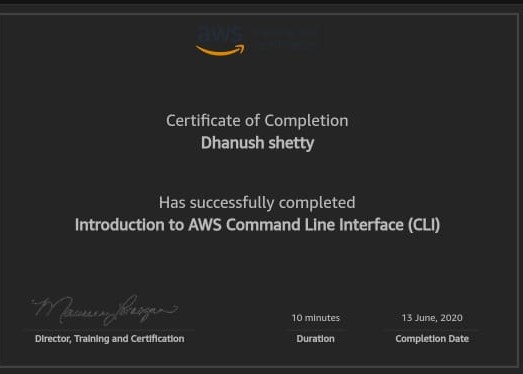 aws
Certificate of Completion
Dhanush shetty
Has successfully completed
Introduction to AWS Command Line Interface (CLI)
10 minutes
13 June, 2020
Director, Training and Certification
Duration
Completion Date